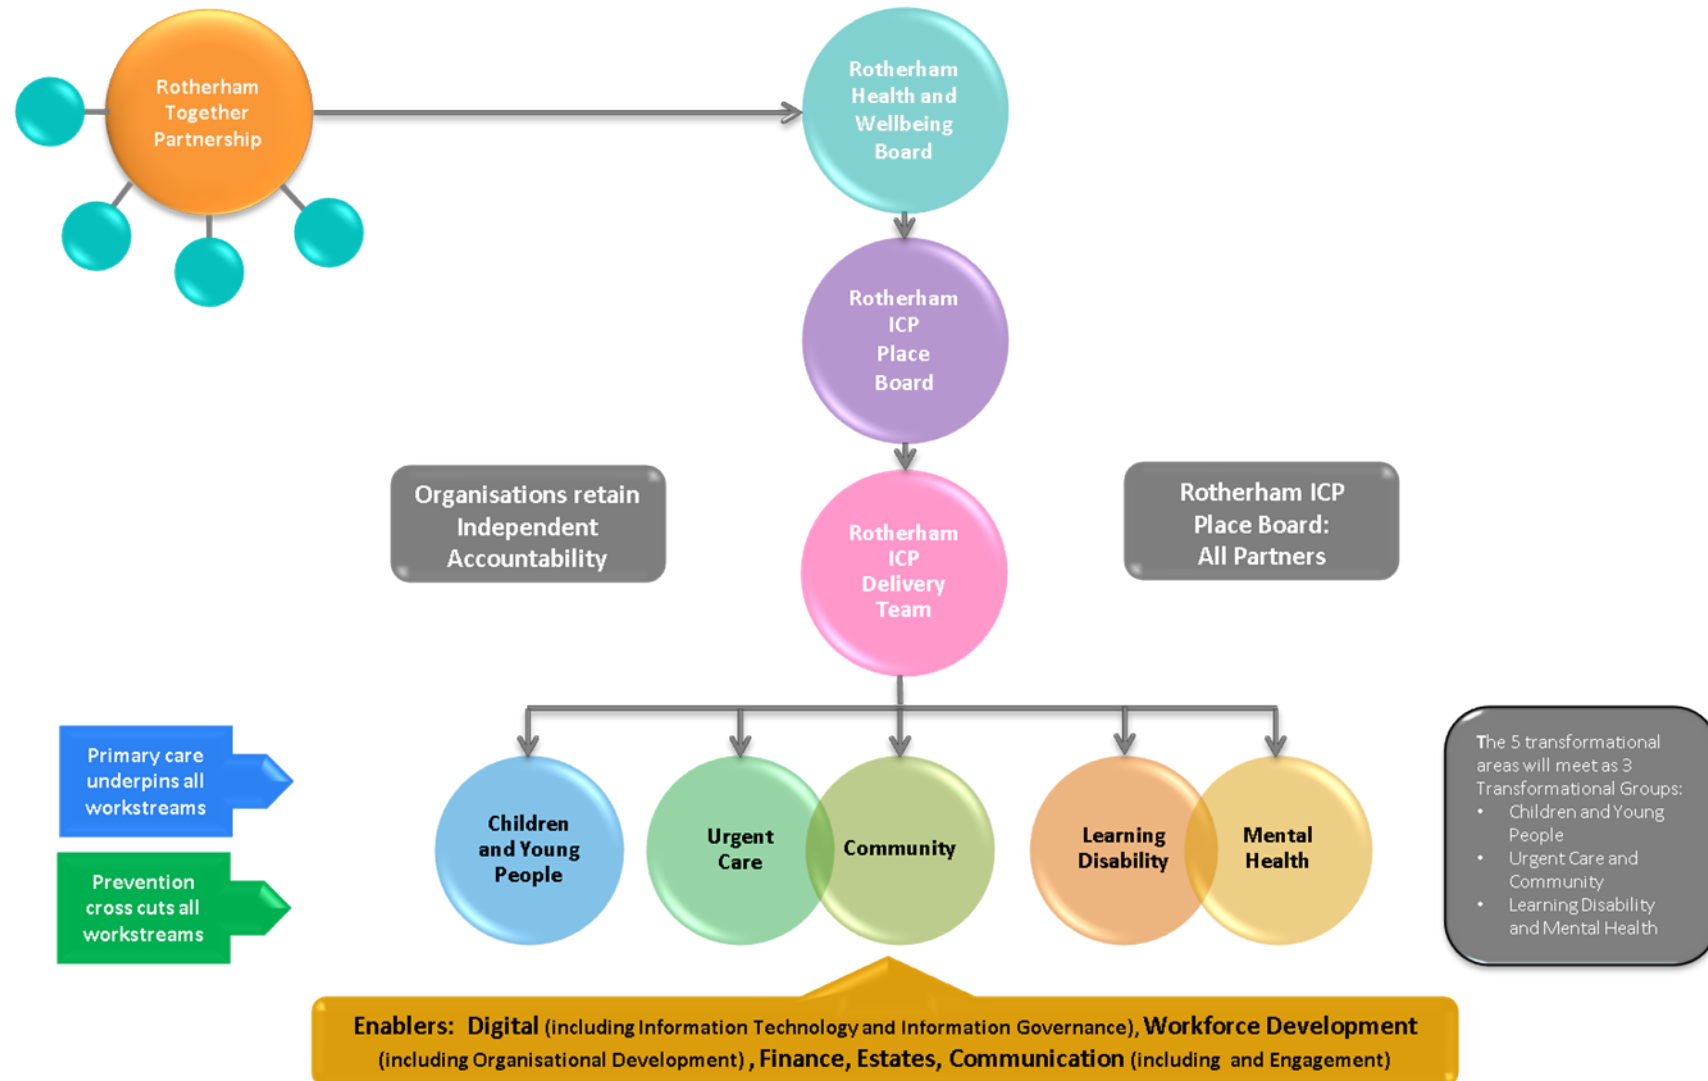 Rotherham
Together
Partnership
Rotherham
Health and
Wellbeing
Board
Rotherham
ICP
Place
Board
Organisations retain
Independent
Accountability
Rotherham
ICP
Delivery
Team
Rotherham ICP
Place Board:
All Partners
Primary care
underpins all
workstreams
Prevention
cross cuts all
workstreams
Children
and Young
People
Urgent
Care
Community
Learning
Disability
Mental
Health
The 5 transformational
areas will meet as 3
Transformational Groups:
• Children and Young
People
• Urgent Care and
Community
• Learning Disability
and Mental Health
Enablers: Digital (including Information Technology and Information Governance), Workforce Development
(including Organisational Development) , Finance, Estates, Communication (including and Engagement)